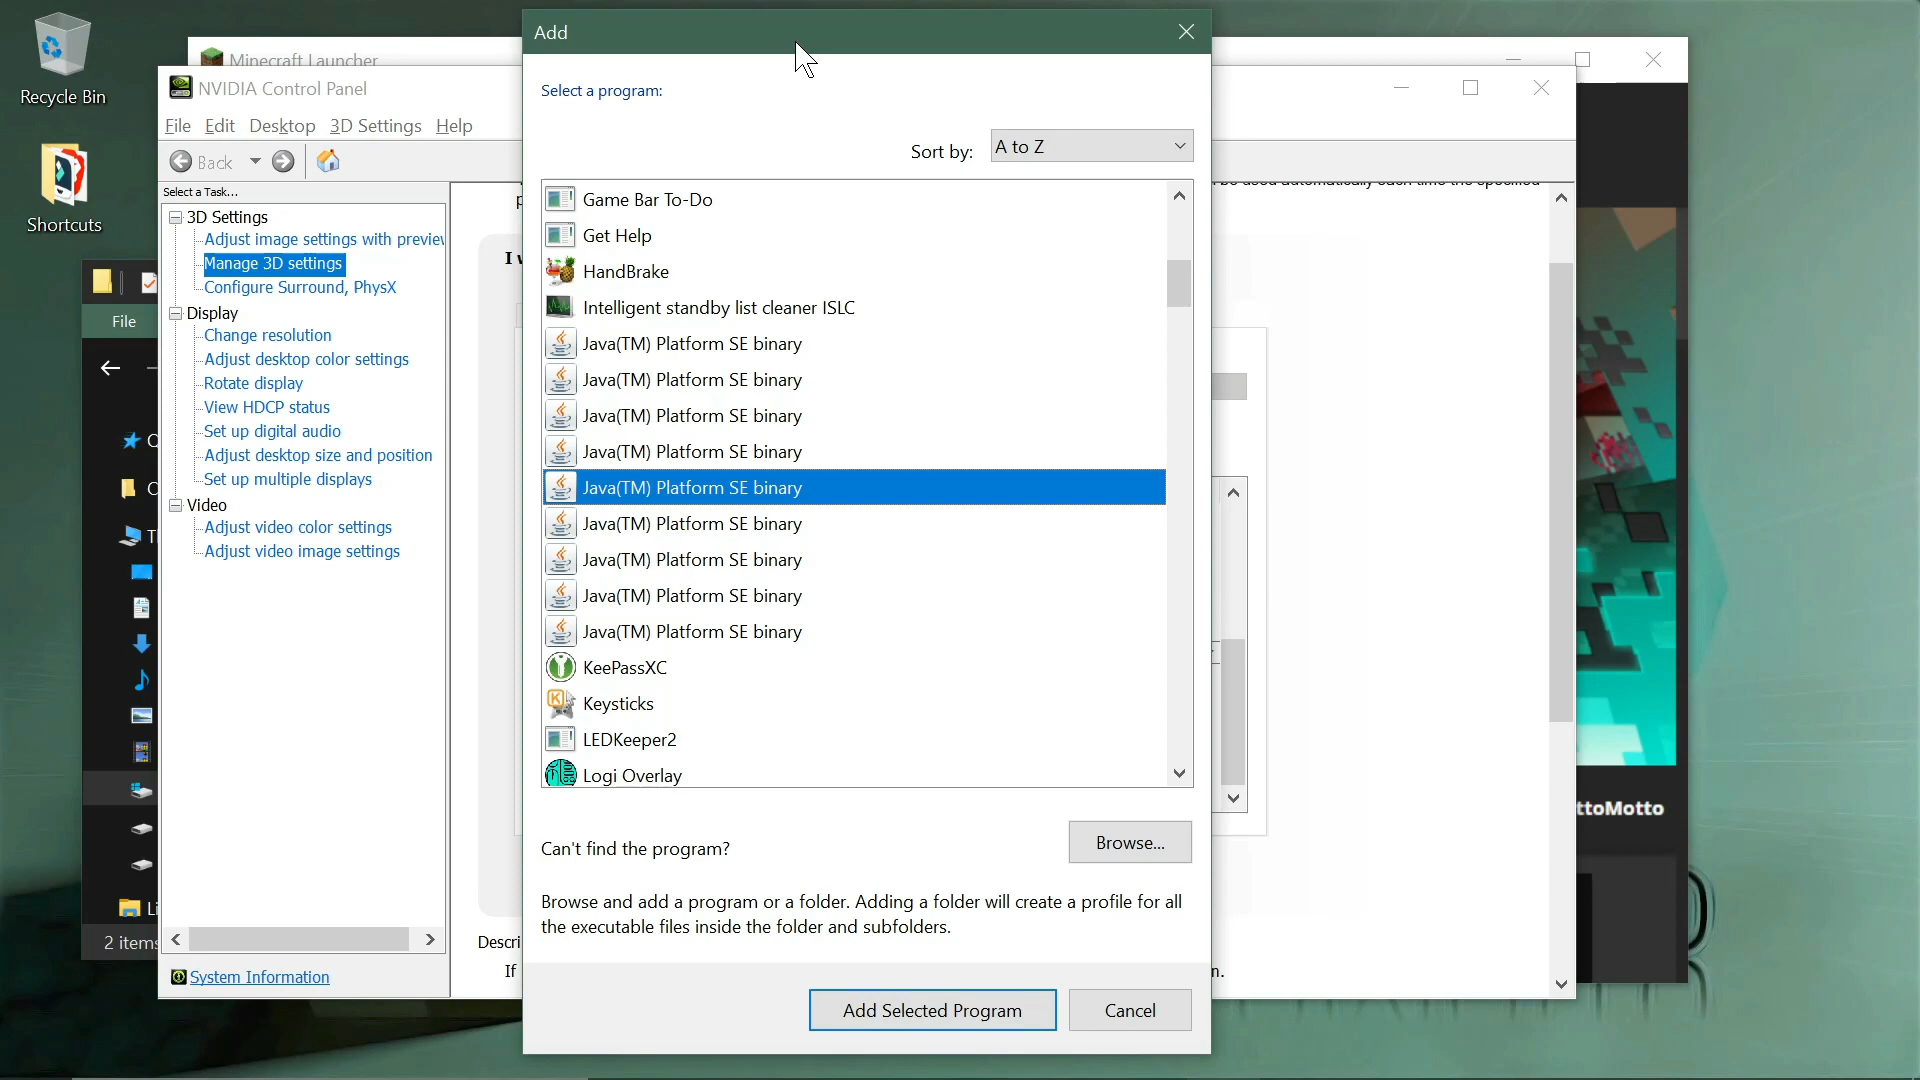 Recycle Bin
Shortcuts
Minecraft Launcher
NVIDIA Control Panel
File Edit Desktop 3D Settings Help
Back
Select a Task...
3D Settings
Adjust image settings with preview
Manage 3D settings
Configure Surround, PhysX
Display
Change resolution
Adjust desktop color settings
Rotate display
View HDCP status
Set up digital audio
Adjust desktop size and position
Set up multiple displays
Video
Adjust video color settings
Adjust video image settings
System Information
File
2 items
Add
Select a program:
Sort by: A to Z
Game Bar To-Do
Get Help
HandBrake
Intelligent standby list cleaner ISLC
Java(TM) Platform SE binary
Java(TM) Platform SE binary
Java(TM) Platform SE binary
Java(TM) Platform SE binary
Java(TM) Platform SE binary
Java(TM) Platform SE binary
Java(TM) Platform SE binary
Java(TM) Platform SE binary
Java(TM) Platform SE binary
KeePassXC
Keysticks
LEDKeeper2
Logi Overlay
Can't find the program?
Browse...
Browse and add a program or a folder. Adding a folder will create a profile for all
the executable files inside the folder and subfolders.
Add Selected Program
Cancel
be used automatically each time the specified
Descri
If
n.
ttoMotto